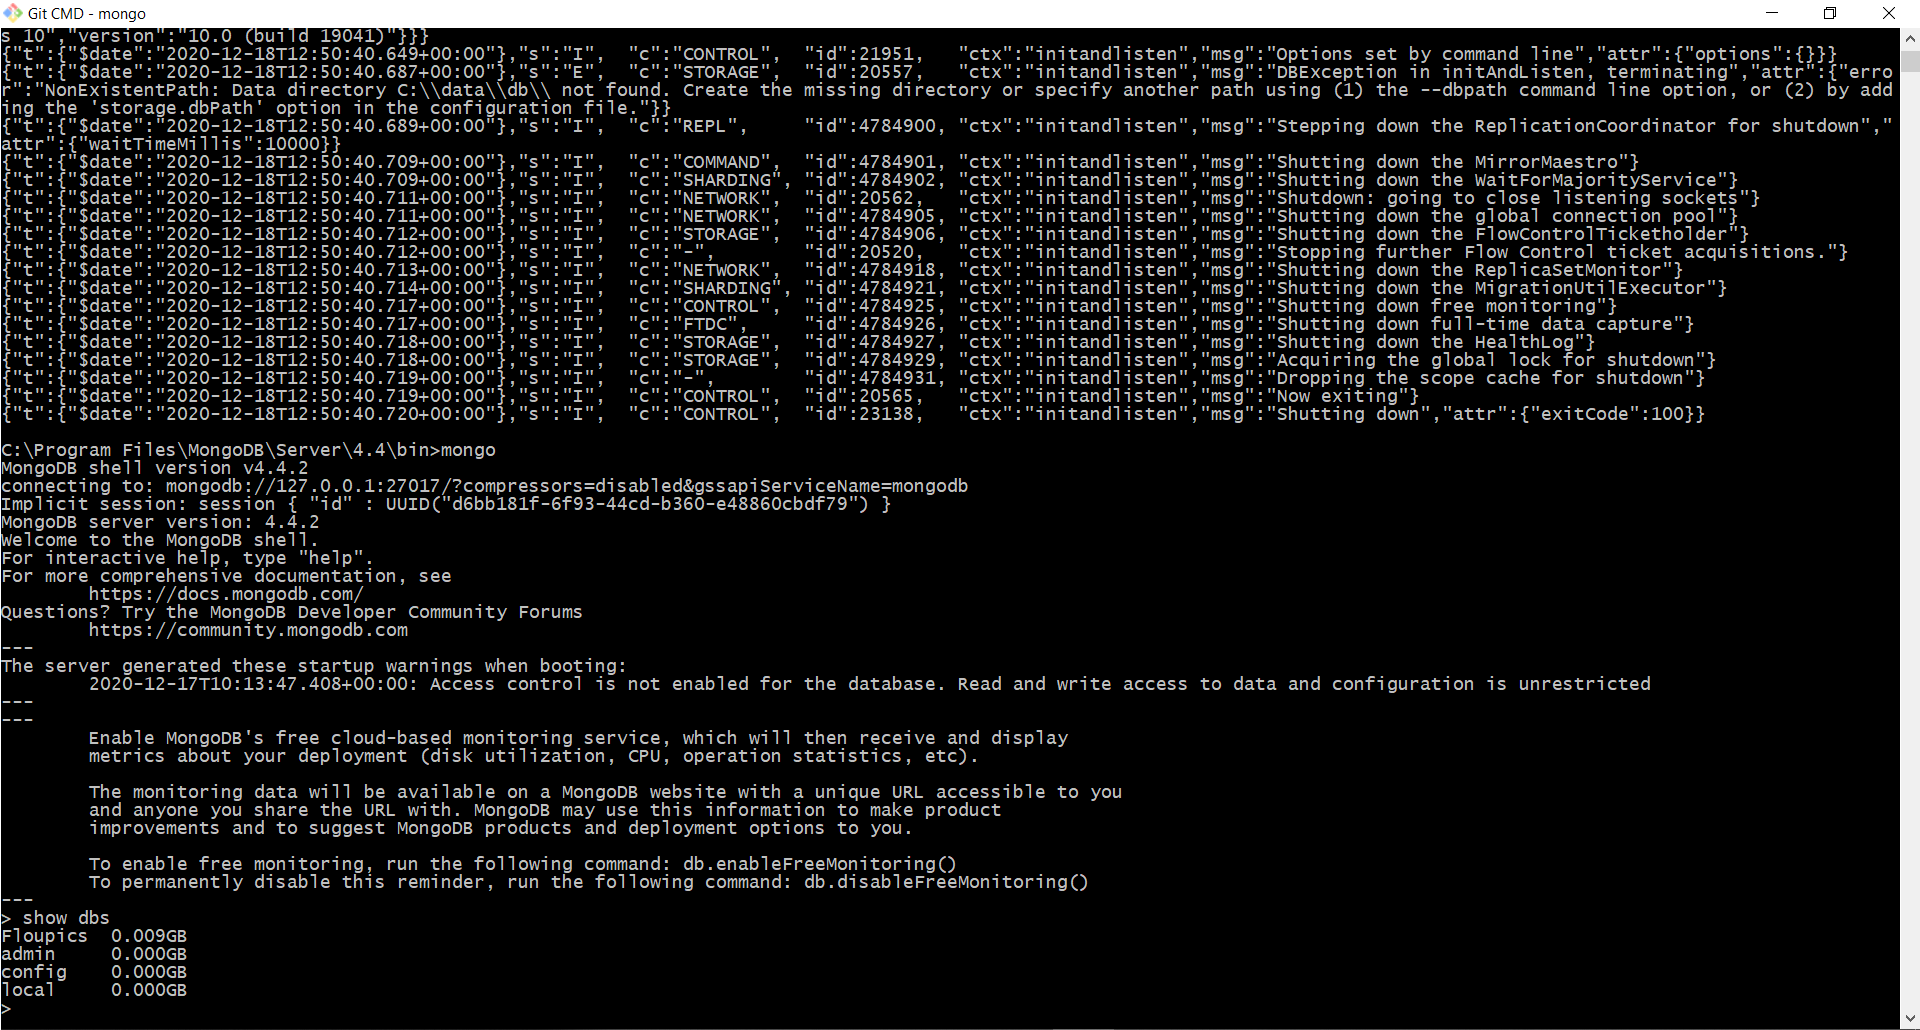 Git CMD - mongo
s 10","version":"10.0 (build 19041)"}}}
{"t":{"$date":"2020-12-18T12:50:40.649+00:00"},"s":"I",  "c":"CONTROL",  "id":21951,   "ctx":"initandlisten","msg":"Options set by command line","attr":{"options":{}}}
{"t":{"$date":"2020-12-18T12:50:40.687+00:00"},"s":"E",  "c":"STORAGE",  "id":20557,   "ctx":"initandlisten","msg":"DBException in initAndListen, terminating","attr":{"erro
r":"NonExistentPath: Data directory C:\\data\\db\\ not found. Create the missing directory or specify another path using (1) the --dbpath command line option, or (2) by add
ing the 'storage.dbPath' option in the configuration file."}}
{"t":{"$date":"2020-12-18T12:50:40.689+00:00"},"s":"I",  "c":"REPL",     "id":4784900, "ctx":"initandlisten","msg":"Stepping down the ReplicationCoordinator for shutdown","
attr":{"waitTimeMillis":10000}}
{"t":{"$date":"2020-12-18T12:50:40.709+00:00"},"s":"I",  "c":"COMMAND",  "id":4784901, "ctx":"initandlisten","msg":"Shutting down the MirrorMaestro"}
{"t":{"$date":"2020-12-18T12:50:40.709+00:00"},"s":"I",  "c":"SHARDING", "id":4784902, "ctx":"initandlisten","msg":"Shutting down the WaitForMajorityService"}
{"t":{"$date":"2020-12-18T12:50:40.711+00:00"},"s":"I",  "c":"NETWORK",  "id":20562,   "ctx":"initandlisten","msg":"Shutdown: going to close listening sockets"}
{"t":{"$date":"2020-12-18T12:50:40.711+00:00"},"s":"I",  "c":"NETWORK",  "id":4784905, "ctx":"initandlisten","msg":"Shutting down the global connection pool"}
{"t":{"$date":"2020-12-18T12:50:40.712+00:00"},"s":"I",  "c":"STORAGE",  "id":4784906, "ctx":"initandlisten","msg":"Shutting down the FlowControlTicketholder"}
{"t":{"$date":"2020-12-18T12:50:40.712+00:00"},"s":"I",  "c":"-",        "id":20520,   "ctx":"initandlisten","msg":"Stopping further Flow Control ticket acquisitions."}
{"t":{"$date":"2020-12-18T12:50:40.713+00:00"},"s":"I",  "c":"NETWORK",  "id":4784918, "ctx":"initandlisten","msg":"Shutting down the ReplicaSetMonitor"}
{"t":{"$date":"2020-12-18T12:50:40.714+00:00"},"s":"I",  "c":"SHARDING", "id":4784921, "ctx":"initandlisten","msg":"Shutting down the MigrationUtilExecutor"}
{"t":{"$date":"2020-12-18T12:50:40.717+00:00"},"s":"I",  "c":"CONTROL",  "id":4784925, "ctx":"initandlisten","msg":"Shutting down free monitoring"}
{"t":{"$date":"2020-12-18T12:50:40.717+00:00"},"s":"I",  "c":"FTDC",     "id":4784926, "ctx":"initandlisten","msg":"Shutting down full-time data capture"}
{"t":{"$date":"2020-12-18T12:50:40.718+00:00"},"s":"I",  "c":"STORAGE",  "id":4784927, "ctx":"initandlisten","msg":"Shutting down the HealthLog"}
{"t":{"$date":"2020-12-18T12:50:40.718+00:00"},"s":"I",  "c":"STORAGE",  "id":4784929, "ctx":"initandlisten","msg":"Acquiring the global lock for shutdown"}
{"t":{"$date":"2020-12-18T12:50:40.719+00:00"},"s":"I",  "c":"-",        "id":4784931, "ctx":"initandlisten","msg":"Dropping the scope cache for shutdown"}
{"t":{"$date":"2020-12-18T12:50:40.719+00:00"},"s":"I",  "c":"CONTROL",  "id":20565,   "ctx":"initandlisten","msg":"Now exiting"}
{"t":{"$date":"2020-12-18T12:50:40.720+00:00"},"s":"I",  "c":"CONTROL",  "id":23138,   "ctx":"initandlisten","msg":"Shutting down","attr":{"exitCode":100}}
C:\Program Files\MongoDB\Server\4.4\bin>mongo
MongoDB shell version v4.4.2
connecting to: mongodb://127.0.0.1:27017/?compressors=disabled&gssapiServiceName=mongodb
Implicit session: session { "id" : UUID("d6bb181f-6f93-44cd-b360-e48860cbdf79") }
MongoDB server version: 4.4.2
Welcome to the MongoDB shell.
For interactive help, type "help".
For more comprehensive documentation, see
https://docs.mongodb.com/
Questions? Try the MongoDB Developer Community Forums
https://community.mongodb.com
---
The server generated these startup warnings when booting:
2020-12-17T10:13:47.408+00:00: Access control is not enabled for the database. Read and write access to data and configuration is unrestricted
---
---
Enable MongoDB's free cloud-based monitoring service, which will then receive and display
metrics about your deployment (disk utilization, CPU, operation statistics, etc).
The monitoring data will be available on a MongoDB website with a unique URL accessible to you
and anyone you share the URL with. MongoDB may use this information to make product
improvements and to suggest MongoDB products and deployment options to you.
To enable free monitoring, run the following command: db.enableFreeMonitoring()
To permanently disable this reminder, run the following command: db.disableFreeMonitoring()
---
> show dbs
Floupics  0.009GB
admin     0.000GB
config    0.000GB
local     0.000GB
>